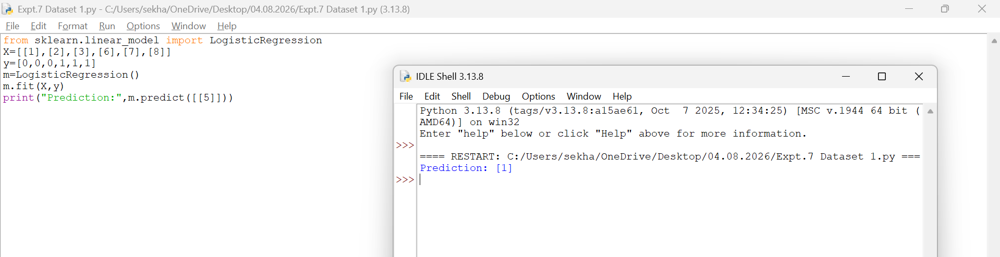 Expt.7 Dataset 1.py - C:/Users/sekha/OneDrive/Desktop/04.08.2026/Expt.7 Dataset 1.py (3.13.8)
File Edit Format Run Options Window Help
from sklearn.linear_model import LogisticRegression
X=[[1],[2],[3],[6],[7],[8]]
y=[0,0,0,1,1,1]
m=LogisticRegression()
m.fit(X,y)
print("Prediction:",m.predict([[5]]))
IDLE Shell 3.13.8
File Edit Shell Debug Options Window Help
Python 3.13.8 (tags/v3.13.8:a15ae61, Oct  7 2025, 12:34:25) [MSC v.1944 64 bit (
AMD64)] on win32
Enter "help" below or click "Help" above for more information.
>>>
==== RESTART: C:/Users/sekha/OneDrive/Desktop/04.08.2026/Expt.7 Dataset 1.py ===
Prediction: [1]
>>>